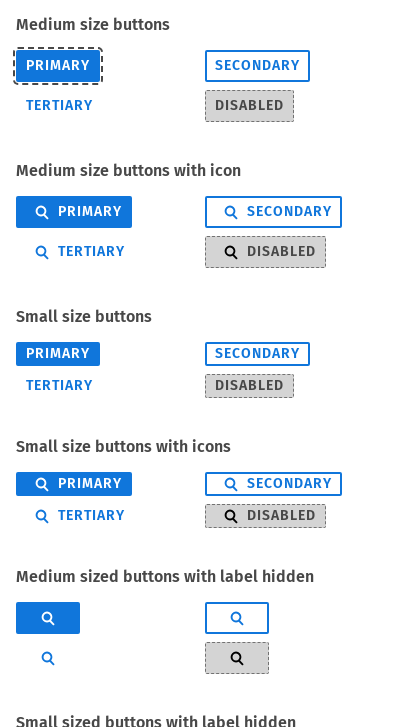 Medium size buttons
PRIMARY SECONDARY
TERTIARY DISABLED
Medium size buttons with icon
PRIMARY SECONDARY
TERTIARY DISABLED
Small size buttons
PRIMARY SECONDARY
TERTIARY DISABLED
Small size buttons with icons
PRIMARY SECONDARY
TERTIARY DISABLED
Medium sized buttons with label hidden
Small sized buttons with label hidden